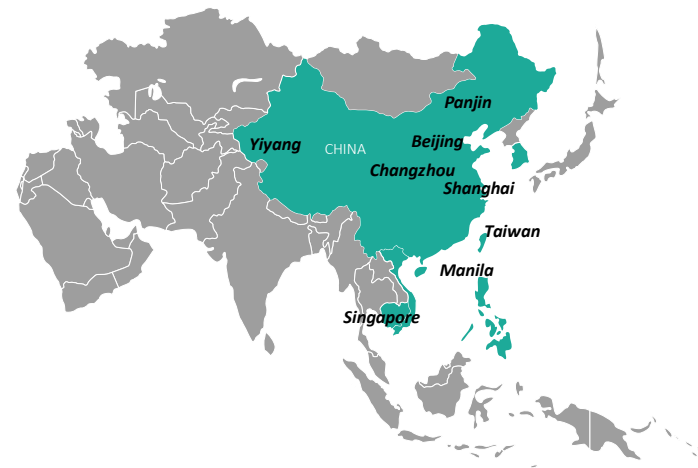 Panjin
Beijing
Yiyang
CHINA
Changzhou
Shanghai
Taiwan
Manila
Singapore